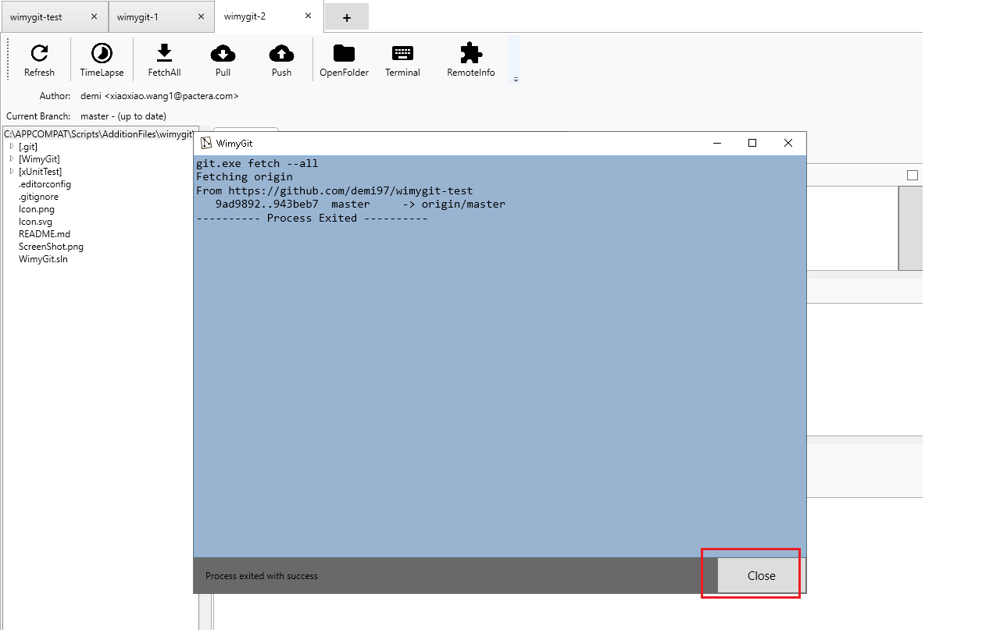 wimygit-test
wimygit-1
wimygit-2
Refresh
TimeLapse
FetchAll
Pull
Push
OpenFolder
Terminal
RemoteInfo
Author: demi <xiaoxiao.wang1@pactera.com>
Current Branch: master - (up to date)
C:\APPCOMPAT\Scripts\AdditionFiles\wimygit\
[.git]
[WimyGit]
[xUnitTest]
.editorconfig
.gitignore
Icon.png
Icon.svg
README.md
ScreenShot.png
WimyGit.sln
WimyGit
git.exe fetch --all
Fetching origin
From https://github.com/demi97/wimygit-test
9ad9892..943beb7 master -> origin/master
---------- Process Exited ----------
Process exited with success
Close